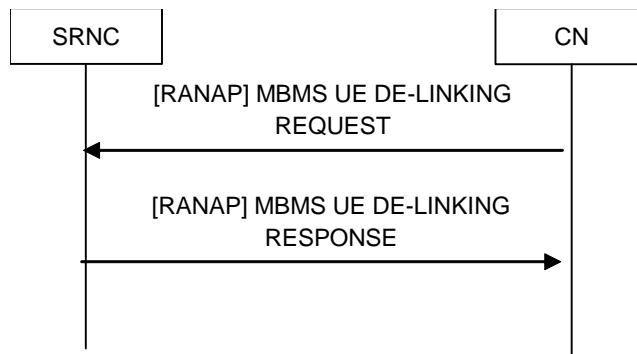 SRNC
CN
[RANAP] MBMS UE DE-LINKING
REQUEST
[RANAP] MBMS UE DE-LINKING
RESPONSE